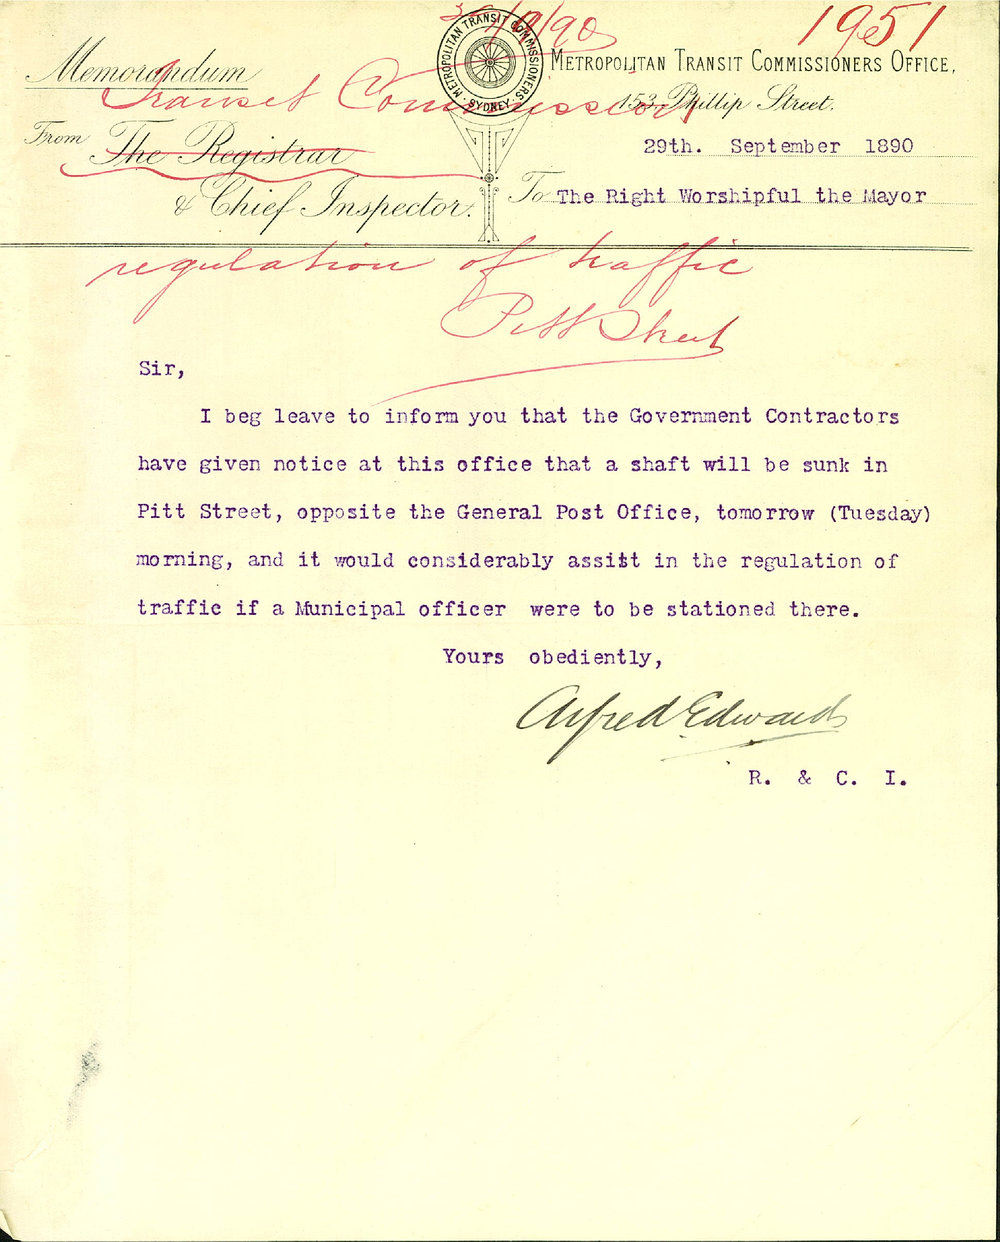 30/9/90
1951
Memorandum
METROPOLITAN TRANSIT COMMISSIONERS SYDNEY.
METROPOLITAN TRANSIT COMMISSIONERS OFFICE,
Transit Commission
153, Phillip Street.
From The Registrar
29th. September 1890
& Chief Inspector.
To The Right Worshipful the Mayor
regulation of traffic
Pitt Street
Sir,
I beg leave to inform you that the Government Contractors
have given notice at this office that a shaft will be sunk in
Pitt Street, opposite the General Post Office, tomorrow (Tuesday)
morning, and it would considerably assist in the regulation of
traffic if a Municipal officer were to be stationed there.
Yours obediently,
Alfred Edwards
R. & C. I.